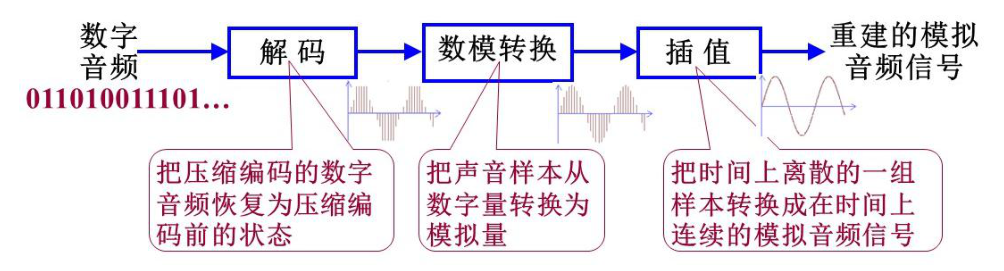 数字
音频
011010011101…
解码
数模转换
插值
重建的模拟
音频信号
把压缩编码的数字
音频恢复为压缩编
码前的状态
把声音样本从
数字量转换为
模拟量
把时间上离散的一组
样本转换成在时间上
连续的模拟音频信号